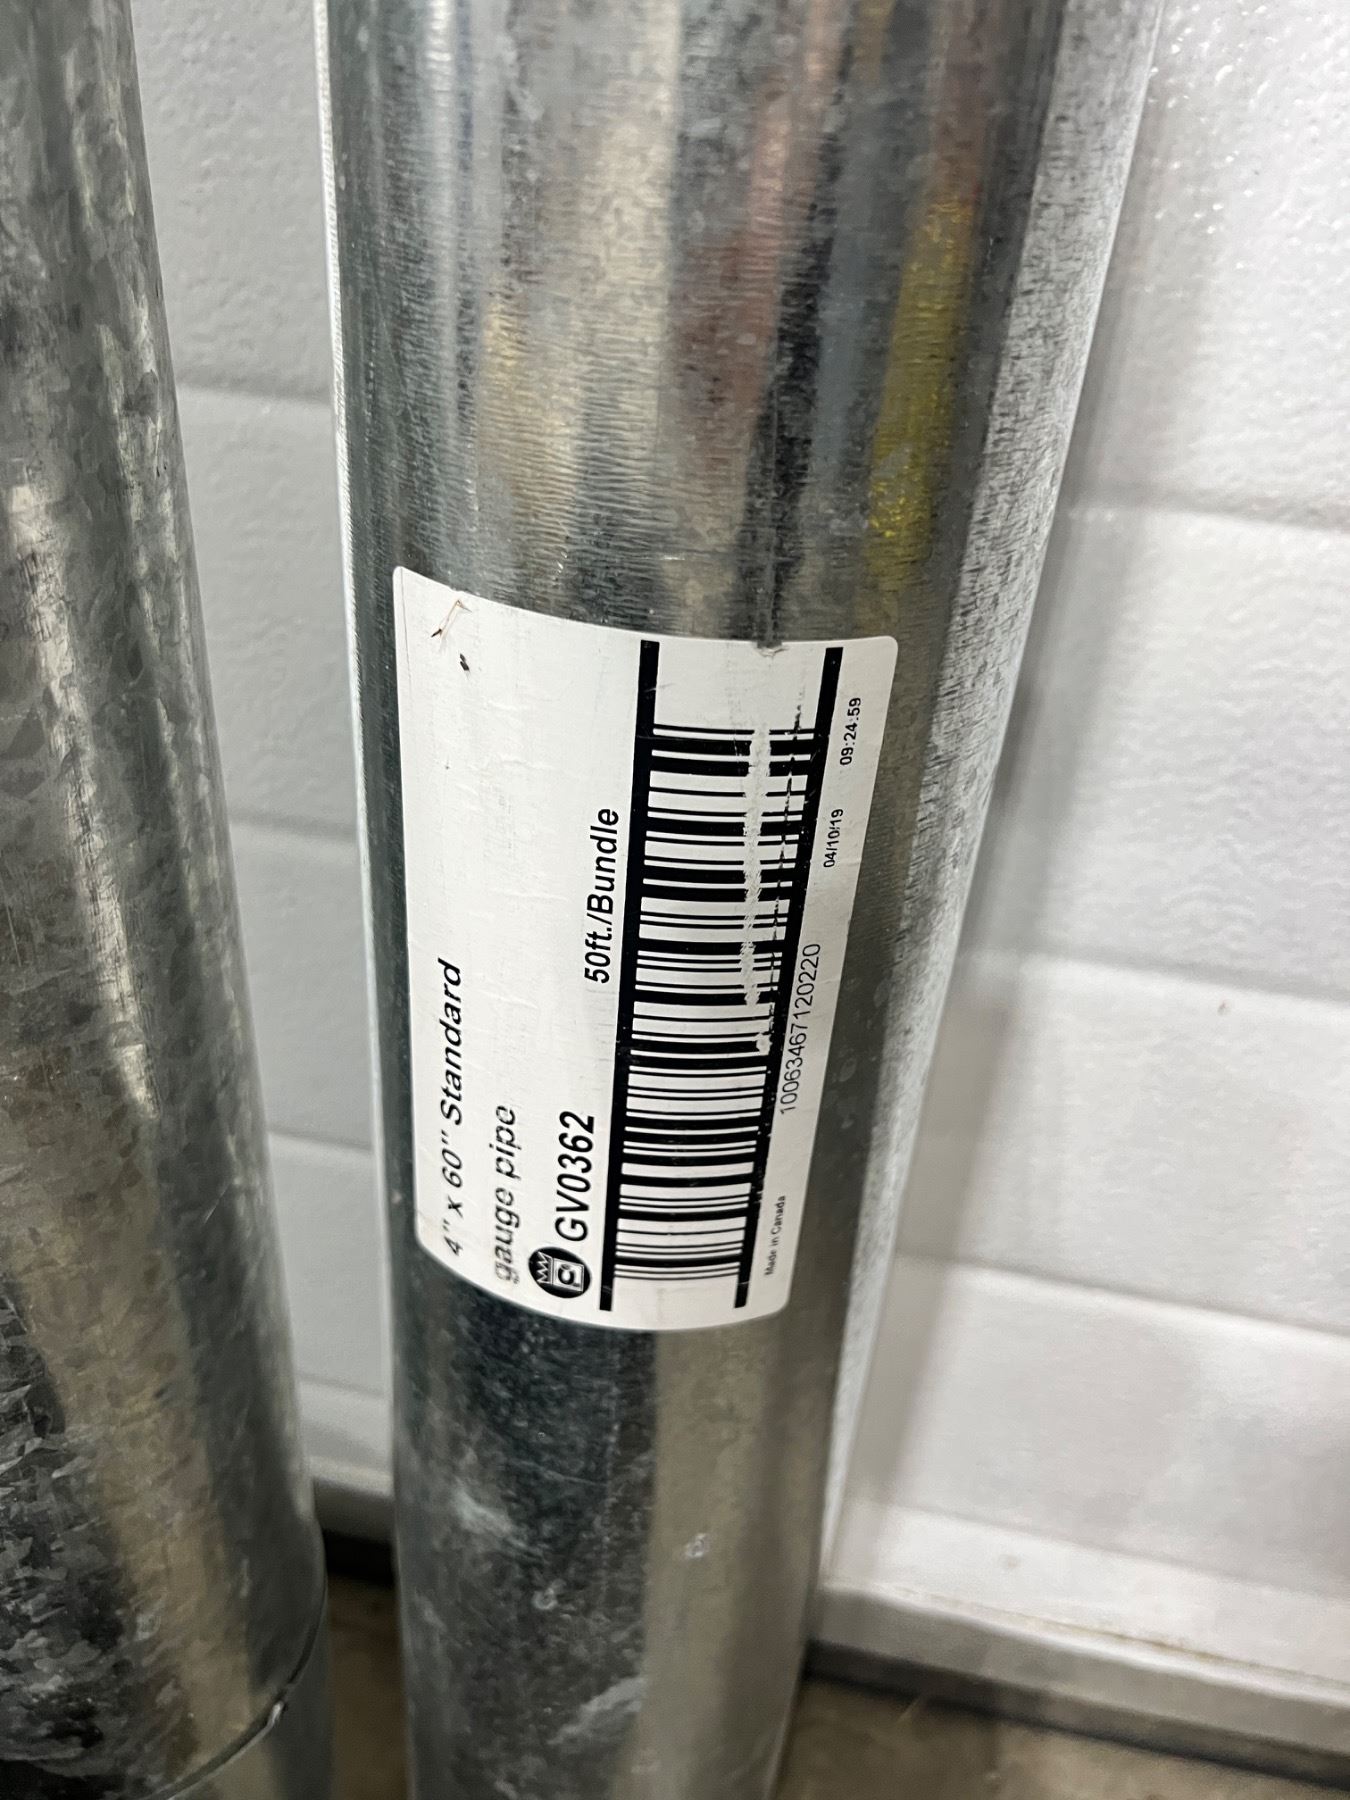 4" x 60" Standard
gauge pipe
50ft./Bundle
GV0362
10063467120220
04/10/19
09:24:59
Made in Canada